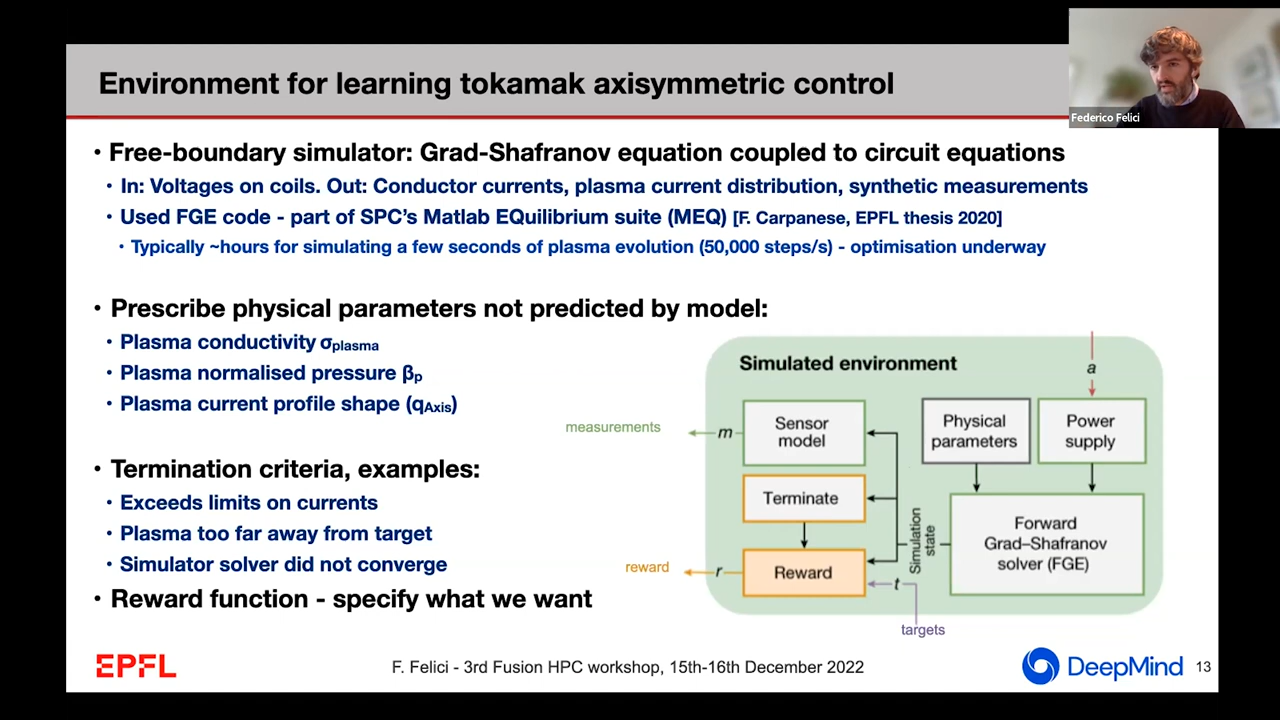 Environment for learning tokamak axisymmetric control
Federico Felici
• Free-boundary simulator: Grad-Shafranov equation coupled to circuit equations
• In: Voltages on coils. Out: Conductor currents, plasma current distribution, synthetic measurements
• Used FGE code - part of SPC's Matlab EQuilibrium suite (MEQ) [F. Carpanese, EPFL thesis 2020]
• Typically ~hours for simulating a few seconds of plasma evolution (50,000 steps/s) - optimisation underway
• Prescribe physical parameters not predicted by model:
• Plasma conductivity σplasma
• Plasma normalised pressure βp
• Plasma current profile shape (qAxis)
• Termination criteria, examples:
• Exceeds limits on currents
• Plasma too far away from target
• Simulator solver did not converge
• Reward function - specify what we want
Simulated environment
a
measurements
m
Sensor
model
Physical
parameters
Power
supply
Terminate
Simulation
state
Forward
Grad–Shafranov
solver (FGE)
reward
r
Reward
t
targets
EPFL
F. Felici - 3rd Fusion HPC workshop, 15th-16th December 2022
DeepMind
13